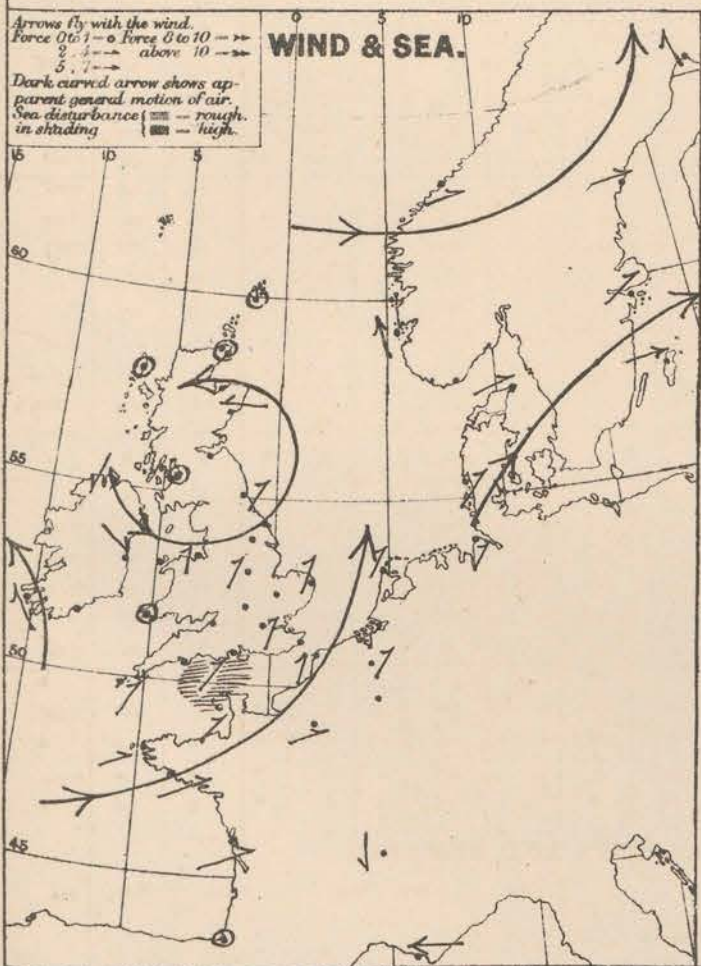 Arrows fly with the wind.
Force 0 to 1 — o Force 8 to 10 —
2 , 4 — above 10 —
5 , 7 —
Dark curved arrow shows ap-
parent general motion of air.
Sea disturbance { — rough.
in shading { — high.
WIND & SEA.
0 10
15 10 5
60
55
50
45